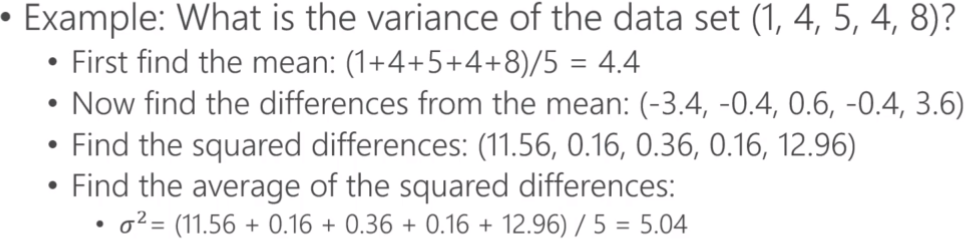 • Example: What is the variance of the data set (1, 4, 5, 4, 8)?
• First find the mean: (1+4+5+4+8)/5 = 4.4
• Now find the differences from the mean: (-3.4, -0.4, 0.6, -0.4, 3.6)
• Find the squared differences: (11.56, 0.16, 0.36, 0.16, 12.96)
• Find the average of the squared differences:
• σ²= (11.56 + 0.16 + 0.36 + 0.16 + 12.96) / 5 = 5.04